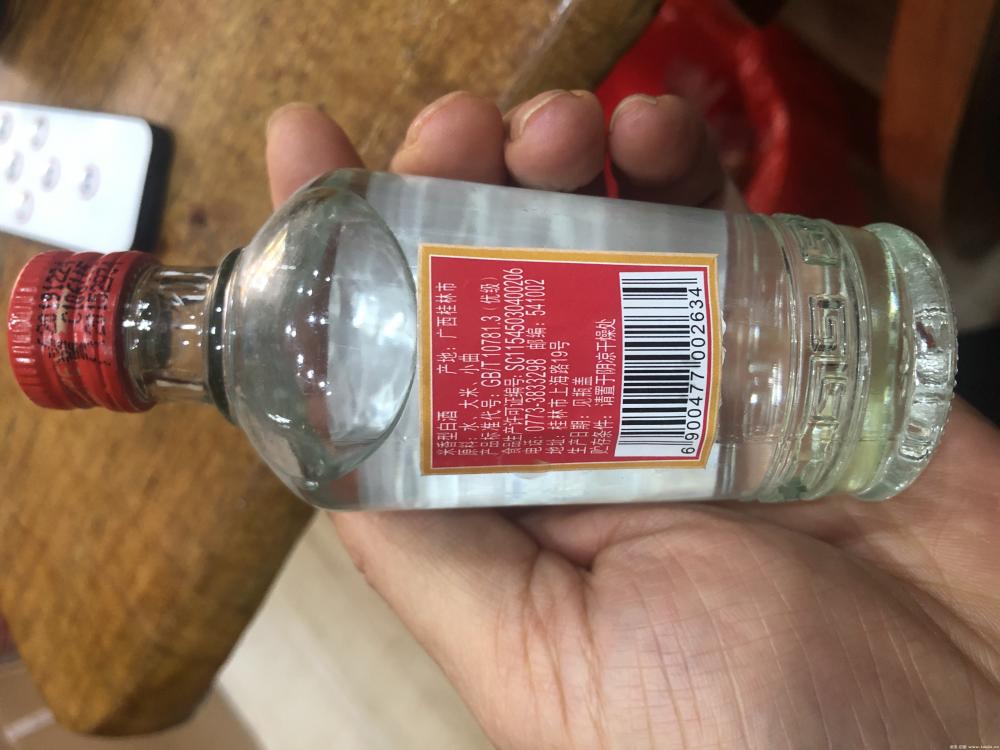 米香型白酒 产地：广西桂林市
原料：水、大米、小曲
产品标准代号：GB/T 10781.3（优级）
食品生产许可证编号：SC11545030400206
电话：0773-3833298 邮编：541002
地址：桂林市上海路19号
生产日期：见瓶盖
贮存条件：请置于阴凉干燥处
6 900477 002634